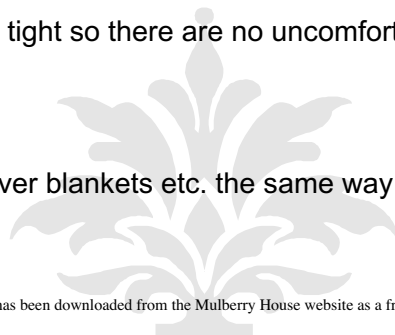 tight so there are no uncomfort
ver blankets etc. the same way
has been downloaded from the Mulberry House website as a fr